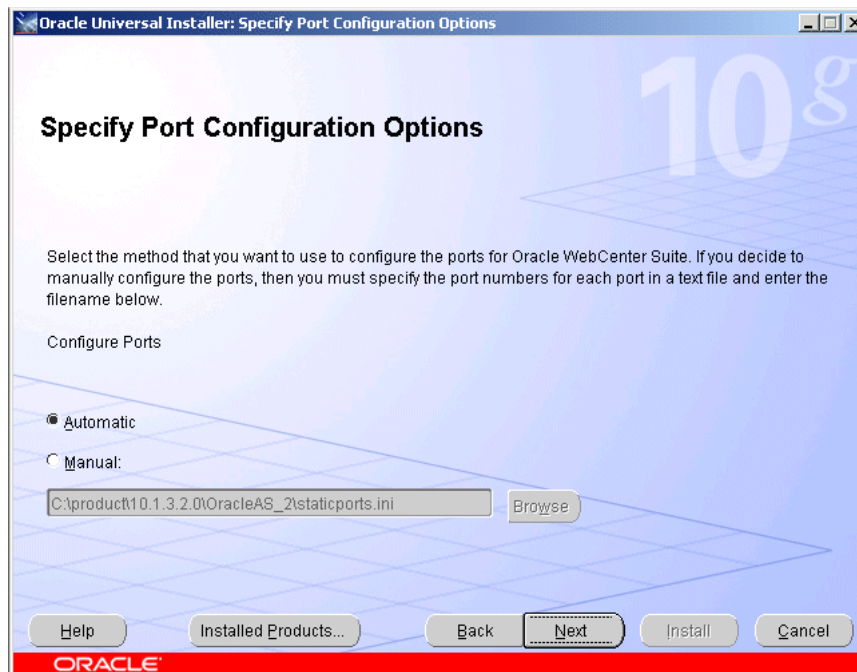 Oracle Universal Installer: Specify Port Configuration Options
10g
Specify Port Configuration Options
Select the method that you want to use to configure the ports for Oracle WebCenter Suite. If you decide to
manually configure the ports, then you must specify the port numbers for each port in a text file and enter the
filename below.
Configure Ports
Automatic
Manual:
C:\product\10.1.3.2.0\OracleAS_2\staticports.ini
Browse
Help
Installed Products...
Back
Next
Install
Cancel
ORACLE